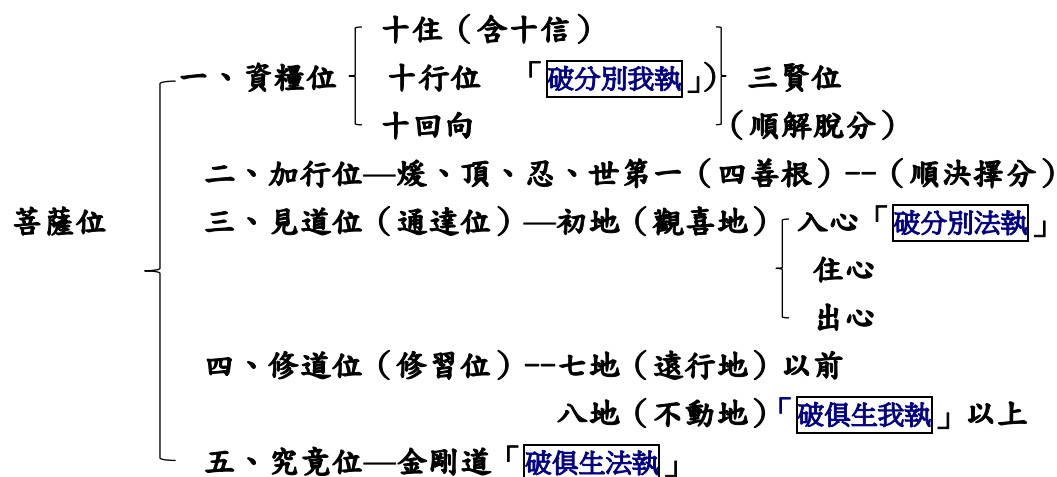 十住（含十信）
一、資糧位 十行位 「破分別我執」) 三賢位
十回向 （順解脫分）
二、加行位—煖、頂、忍、世第一（四善根）--（順決擇分）
菩薩位 三、見道位（通達位）—初地（觀喜地） 入心「破分別法執」
住心
出心
四、修道位（修習位）--七地（遠行地）以前
八地（不動地）「破俱生我執」以上
五、究竟位—金剛道「破俱生法執」